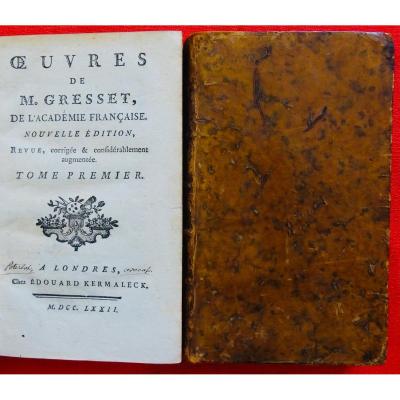 ŒUVRES
DE
M. GRESSET,
DE L'ACADÉMIE FRANÇAISE.
NOUVELLE ÉDITION,
REVUE, corrigée & considérablement
augmentée.
TOME PREMIER.
A LONDRES,
Chez ÉDOUARD KERMALECK.
M. DCC. LXXII.